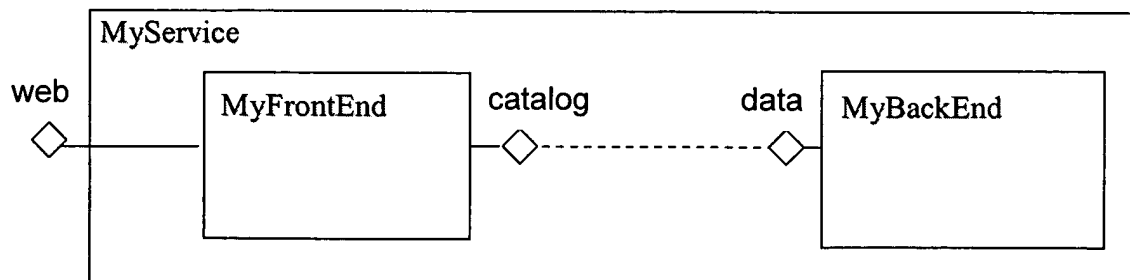 MyService
web
MyFrontEnd
catalog
data
MyBackEnd